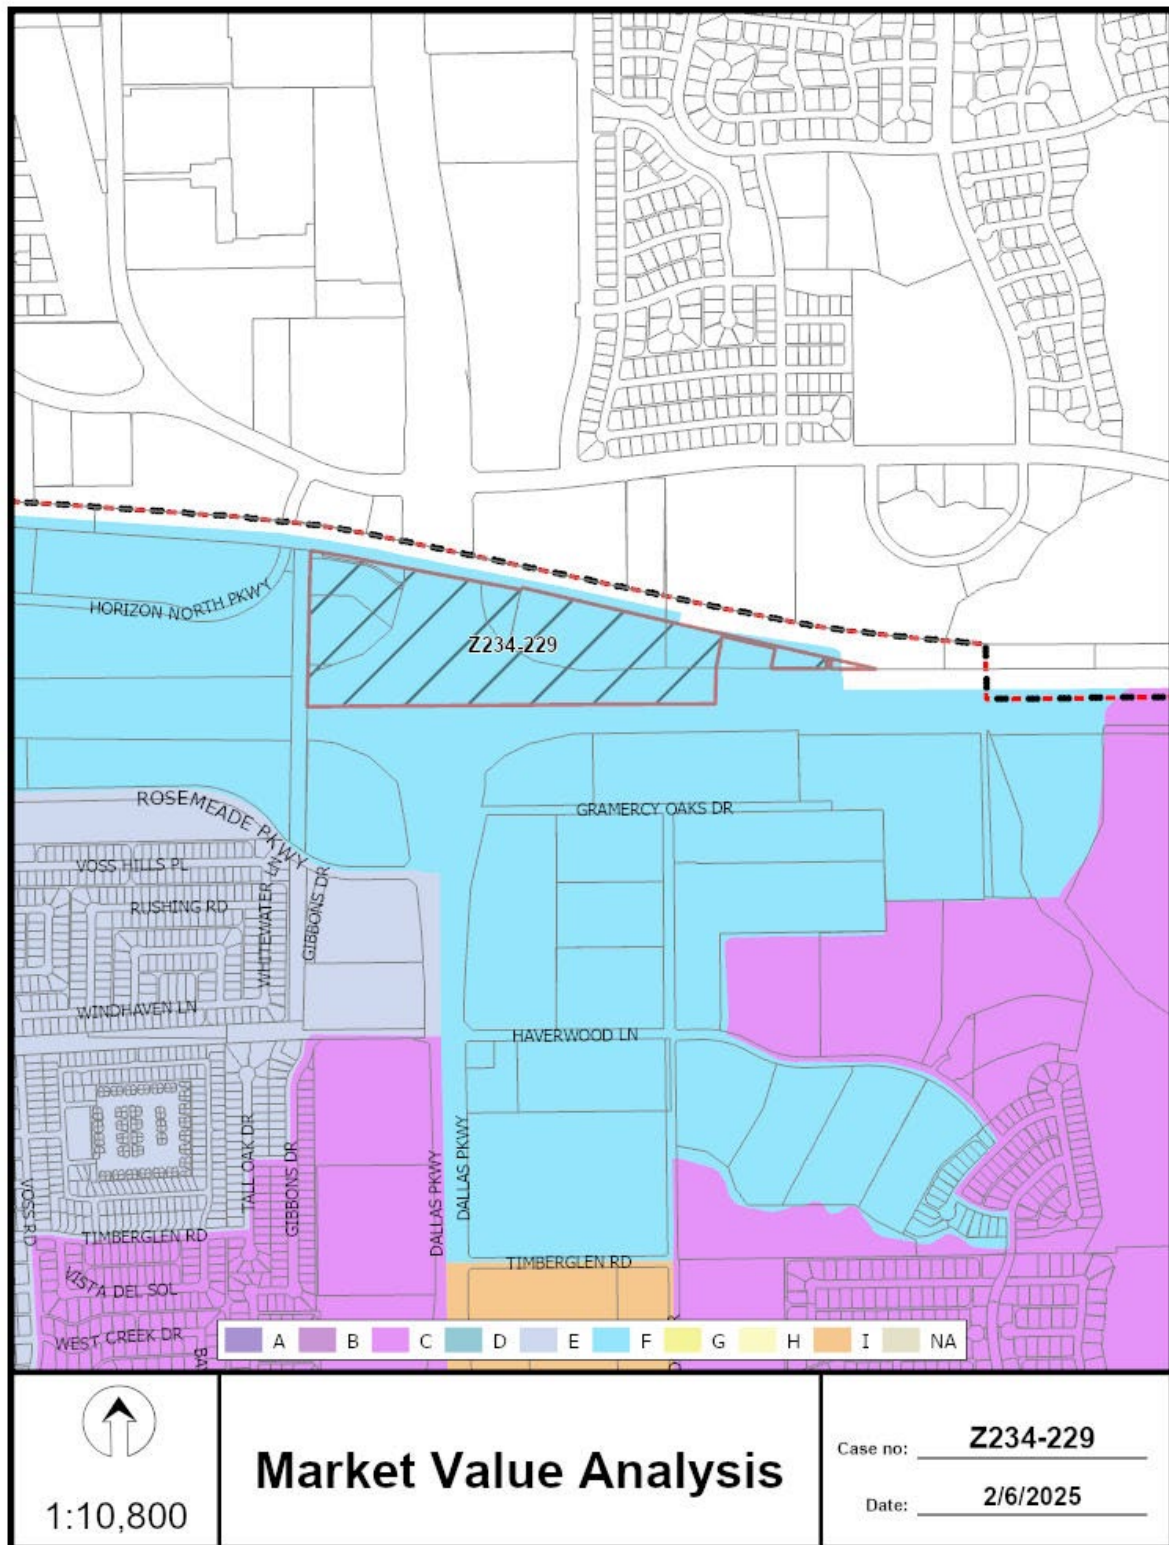 HORIZON NORTH PKWY
Z234-229
ROSEMEADE PKWY
GRAMERCY OAKS DR
VOSS HILLS PL
WHITEWATER LN
GIBBONS DR
RUSHING RD
WINDHAVEN LN
HAVERWOOD LN
TALL OAK DR
GIBBONS DR
DALLAS PKWY
DALLAS PKWY
VOSS RD
TIMBERGLEN RD
TIMBERGLEN RD
VISTA DEL SOL
WEST CREEK DR
BA
A B C D E F G H I NA
1:10,800
Market Value Analysis
Case no: Z234-229
Date: 2/6/2025